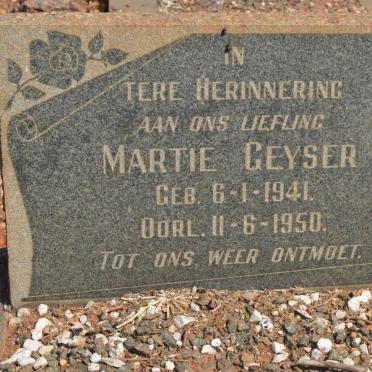 IN
TERE HERINNERING
AAN ONS LIEFLING
MARTIE GEYSER
GEB. 6-1-1941.
OORL. 11-6-1950.
TOT ONS WEER ONTMOET.